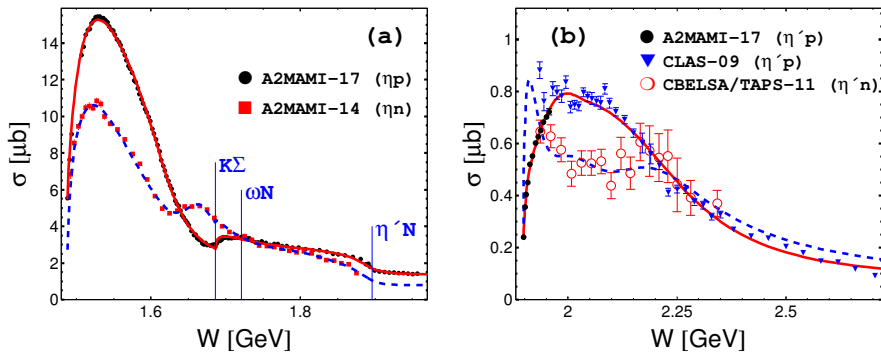 (a)
A2MAMI-17 (ηp)
A2MAMI-14 (ηn)
KΣ
ωN
η´N
σ [μb]
14
12
10
8
6
4
2
0
1.6
1.8
W [GeV]
(b)
A2MAMI-17 (η´p)
CLAS-09 (η´p)
CBELSA/TAPS-11 (η´n)
σ [μb]
1
0.8
0.6
0.4
0.2
0
2
2.25
2.5
W [GeV]